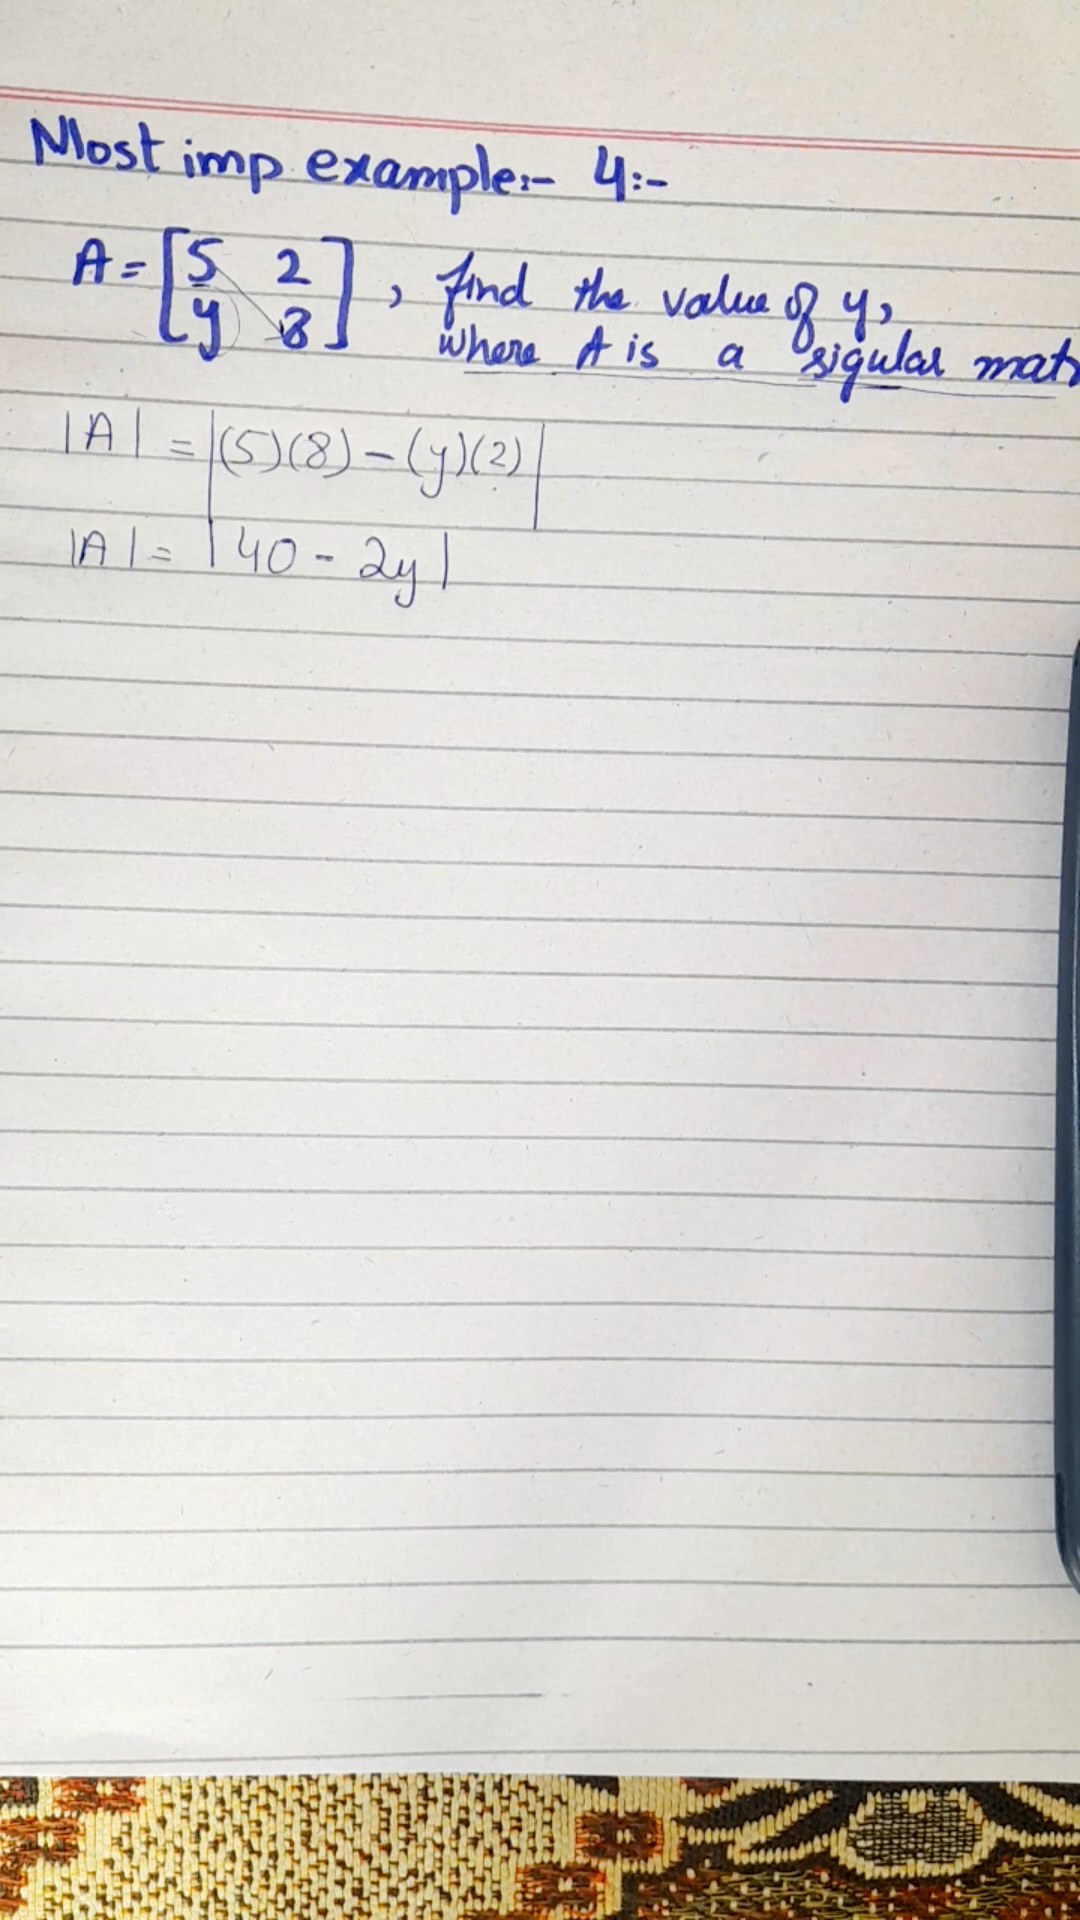 Most imp example:- 4:-
A = [5 2
y 8] , find the value of y,
where A is a sigular mat
|A| = |(5)(8) - (y)(2)|
|A| = |40 - 2y|